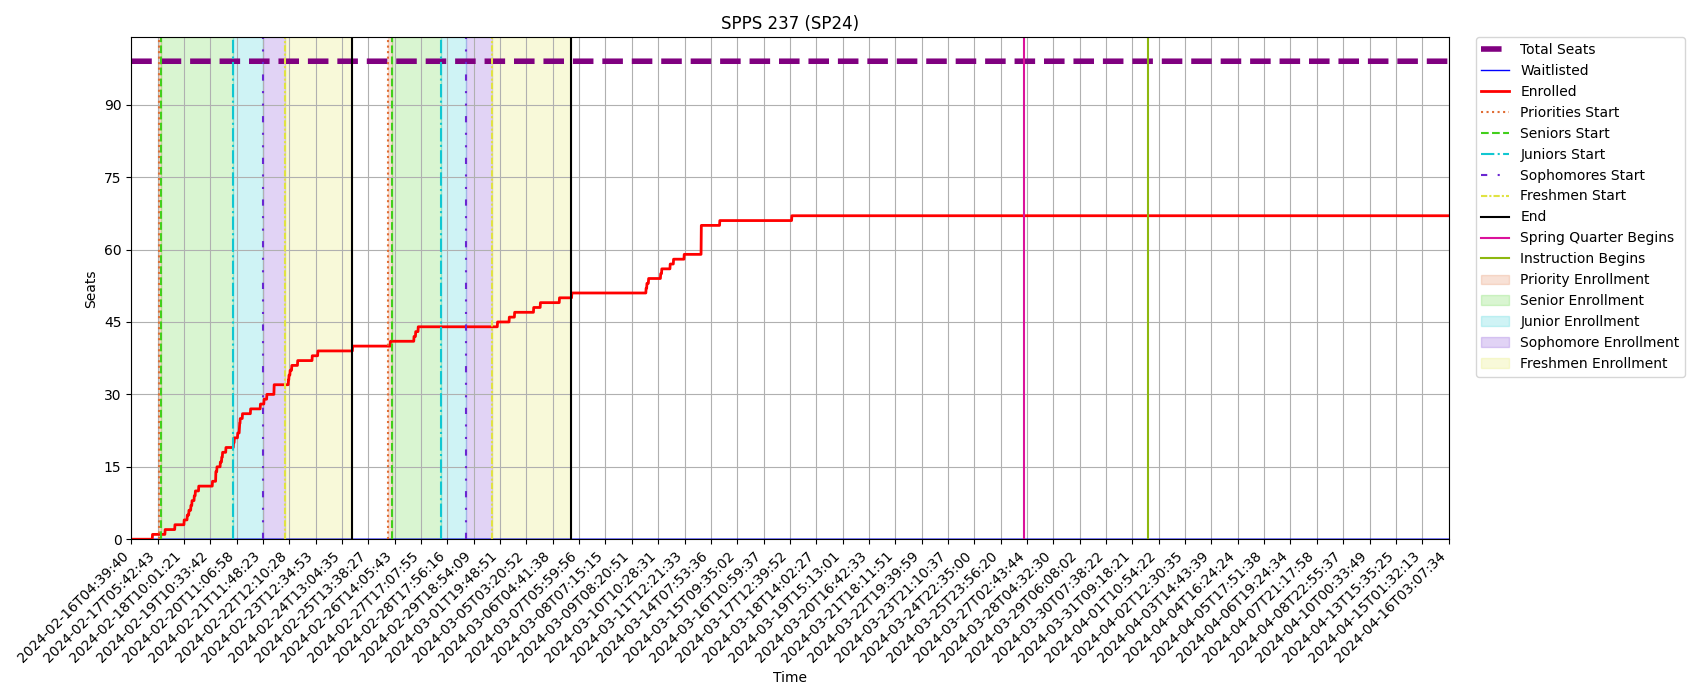 SPPS 237 (SP24)
Seats
90
75
60
45
30
15
0
2024-02-16T04:39:40
2024-02-17T05:42:43
2024-02-18T10:01:21
2024-02-19T10:33:42
2024-02-20T11:06:58
2024-02-21T11:48:23
2024-02-22T12:10:28
2024-02-23T12:34:53
2024-02-24T13:04:35
2024-02-25T13:38:27
2024-02-26T14:05:43
2024-02-27T17:07:55
2024-02-28T17:56:16
2024-02-29T18:54:09
2024-03-01T19:48:51
2024-03-05T03:20:52
2024-03-06T04:41:38
2024-03-07T05:59:56
2024-03-08T07:15:15
2024-03-09T08:20:51
2024-03-10T10:28:31
2024-03-11T12:21:33
2024-03-14T07:53:36
2024-03-15T09:35:02
2024-03-16T10:59:37
2024-03-17T12:39:52
2024-03-18T14:02:27
2024-03-19T15:13:01
2024-03-20T16:42:33
2024-03-21T18:11:51
2024-03-22T19:39:59
2024-03-23T21:10:37
2024-03-24T22:35:00
2024-03-25T23:56:20
2024-03-27T02:43:44
2024-03-28T04:32:30
2024-03-29T06:08:02
2024-03-30T07:38:22
2024-03-31T09:18:21
2024-04-01T10:54:22
2024-04-02T12:30:35
2024-04-03T14:43:39
2024-04-04T16:24:24
2024-04-05T17:51:38
2024-04-06T19:24:34
2024-04-07T21:17:58
2024-04-08T22:55:37
2024-04-10T00:33:49
2024-04-13T15:35:25
2024-04-15T01:32:13
2024-04-16T03:07:34
Time
Total Seats
Waitlisted
Enrolled
Priorities Start
Seniors Start
Juniors Start
Sophomores Start
Freshmen Start
End
Spring Quarter Begins
Instruction Begins
Priority Enrollment
Senior Enrollment
Junior Enrollment
Sophomore Enrollment
Freshmen Enrollment